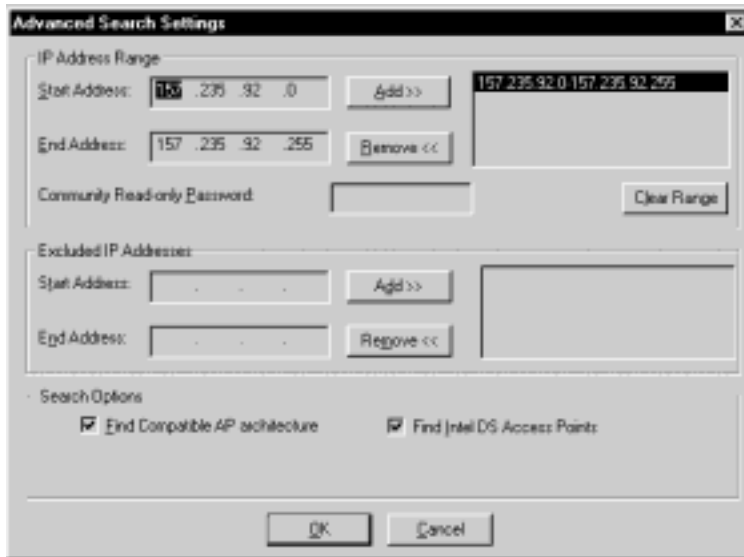 Advanced Search Settings
IP Address Range
Start Address: 157 .235 .92 .0 Add >> 157.235.92.0-157.235.92.255
End Address: 157 .235 .92 .255 Remove <<
Community Read-only Password: Clear Range
Excluded IP Addresses
Start Address: . . . Add >>
End Address: . . . Remove <<
Search Options
Find Compatible AP architecture Find Intel DS Access Points
OK Cancel